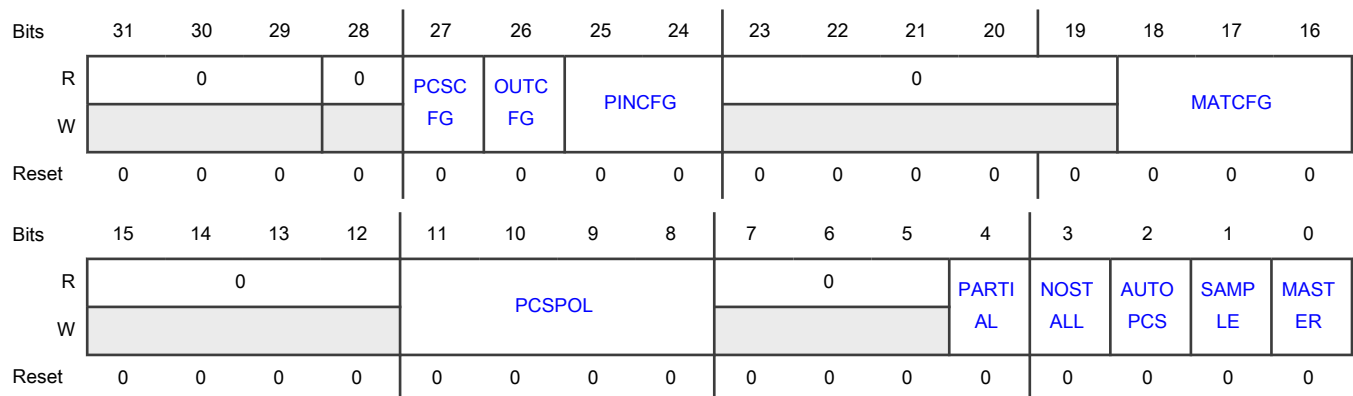 Bits 31 30 29 28 27 26 25 24 23 22 21 20 19 18 17 16
R 0 0 PCSC OUTC PINCFG 0 MATCFG
FG FG
W
Reset 0 0 0 0 0 0 0 0 0 0 0 0 0 0 0 0
Bits 15 14 13 12 11 10 9 8 7 6 5 4 3 2 1 0
R 0 PCSPOL 0 PARTI NOST AUTO SAMP MAST
AL ALL PCS LE ER
W
Reset 0 0 0 0 0 0 0 0 0 0 0 0 0 0 0 0